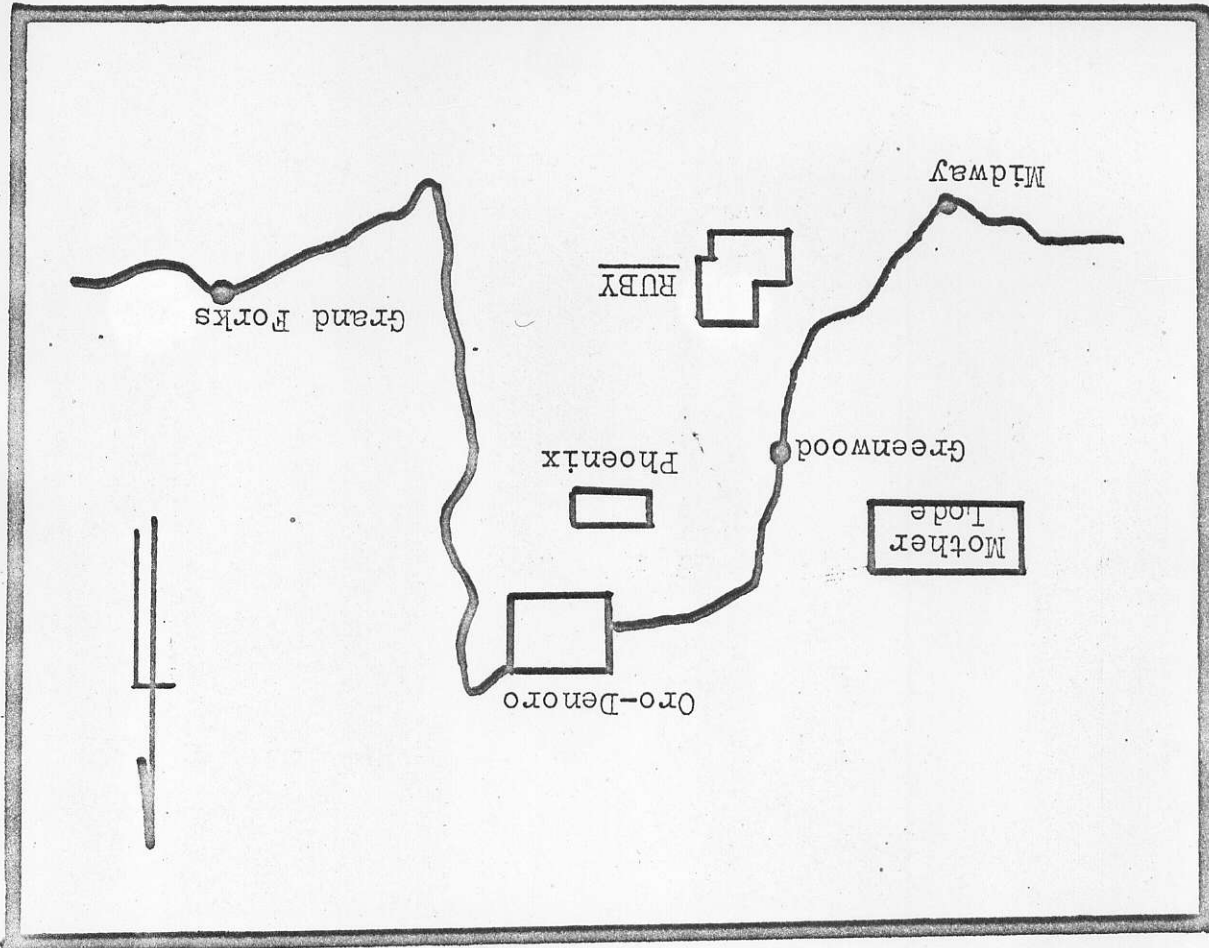 Oro-Denoro
Mother
Lode
Phoenix
Greenwood
RUBY
Grand Forks
Midway